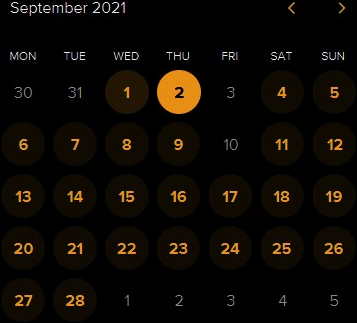 September 2021 < >
MON TUE WED THU FRI SAT SUN
30 31 1 2 3 4 5
6 7 8 9 10 11 12
13 14 15 16 17 18 19
20 21 22 23 24 25 26
27 28 1 2 3 4 5